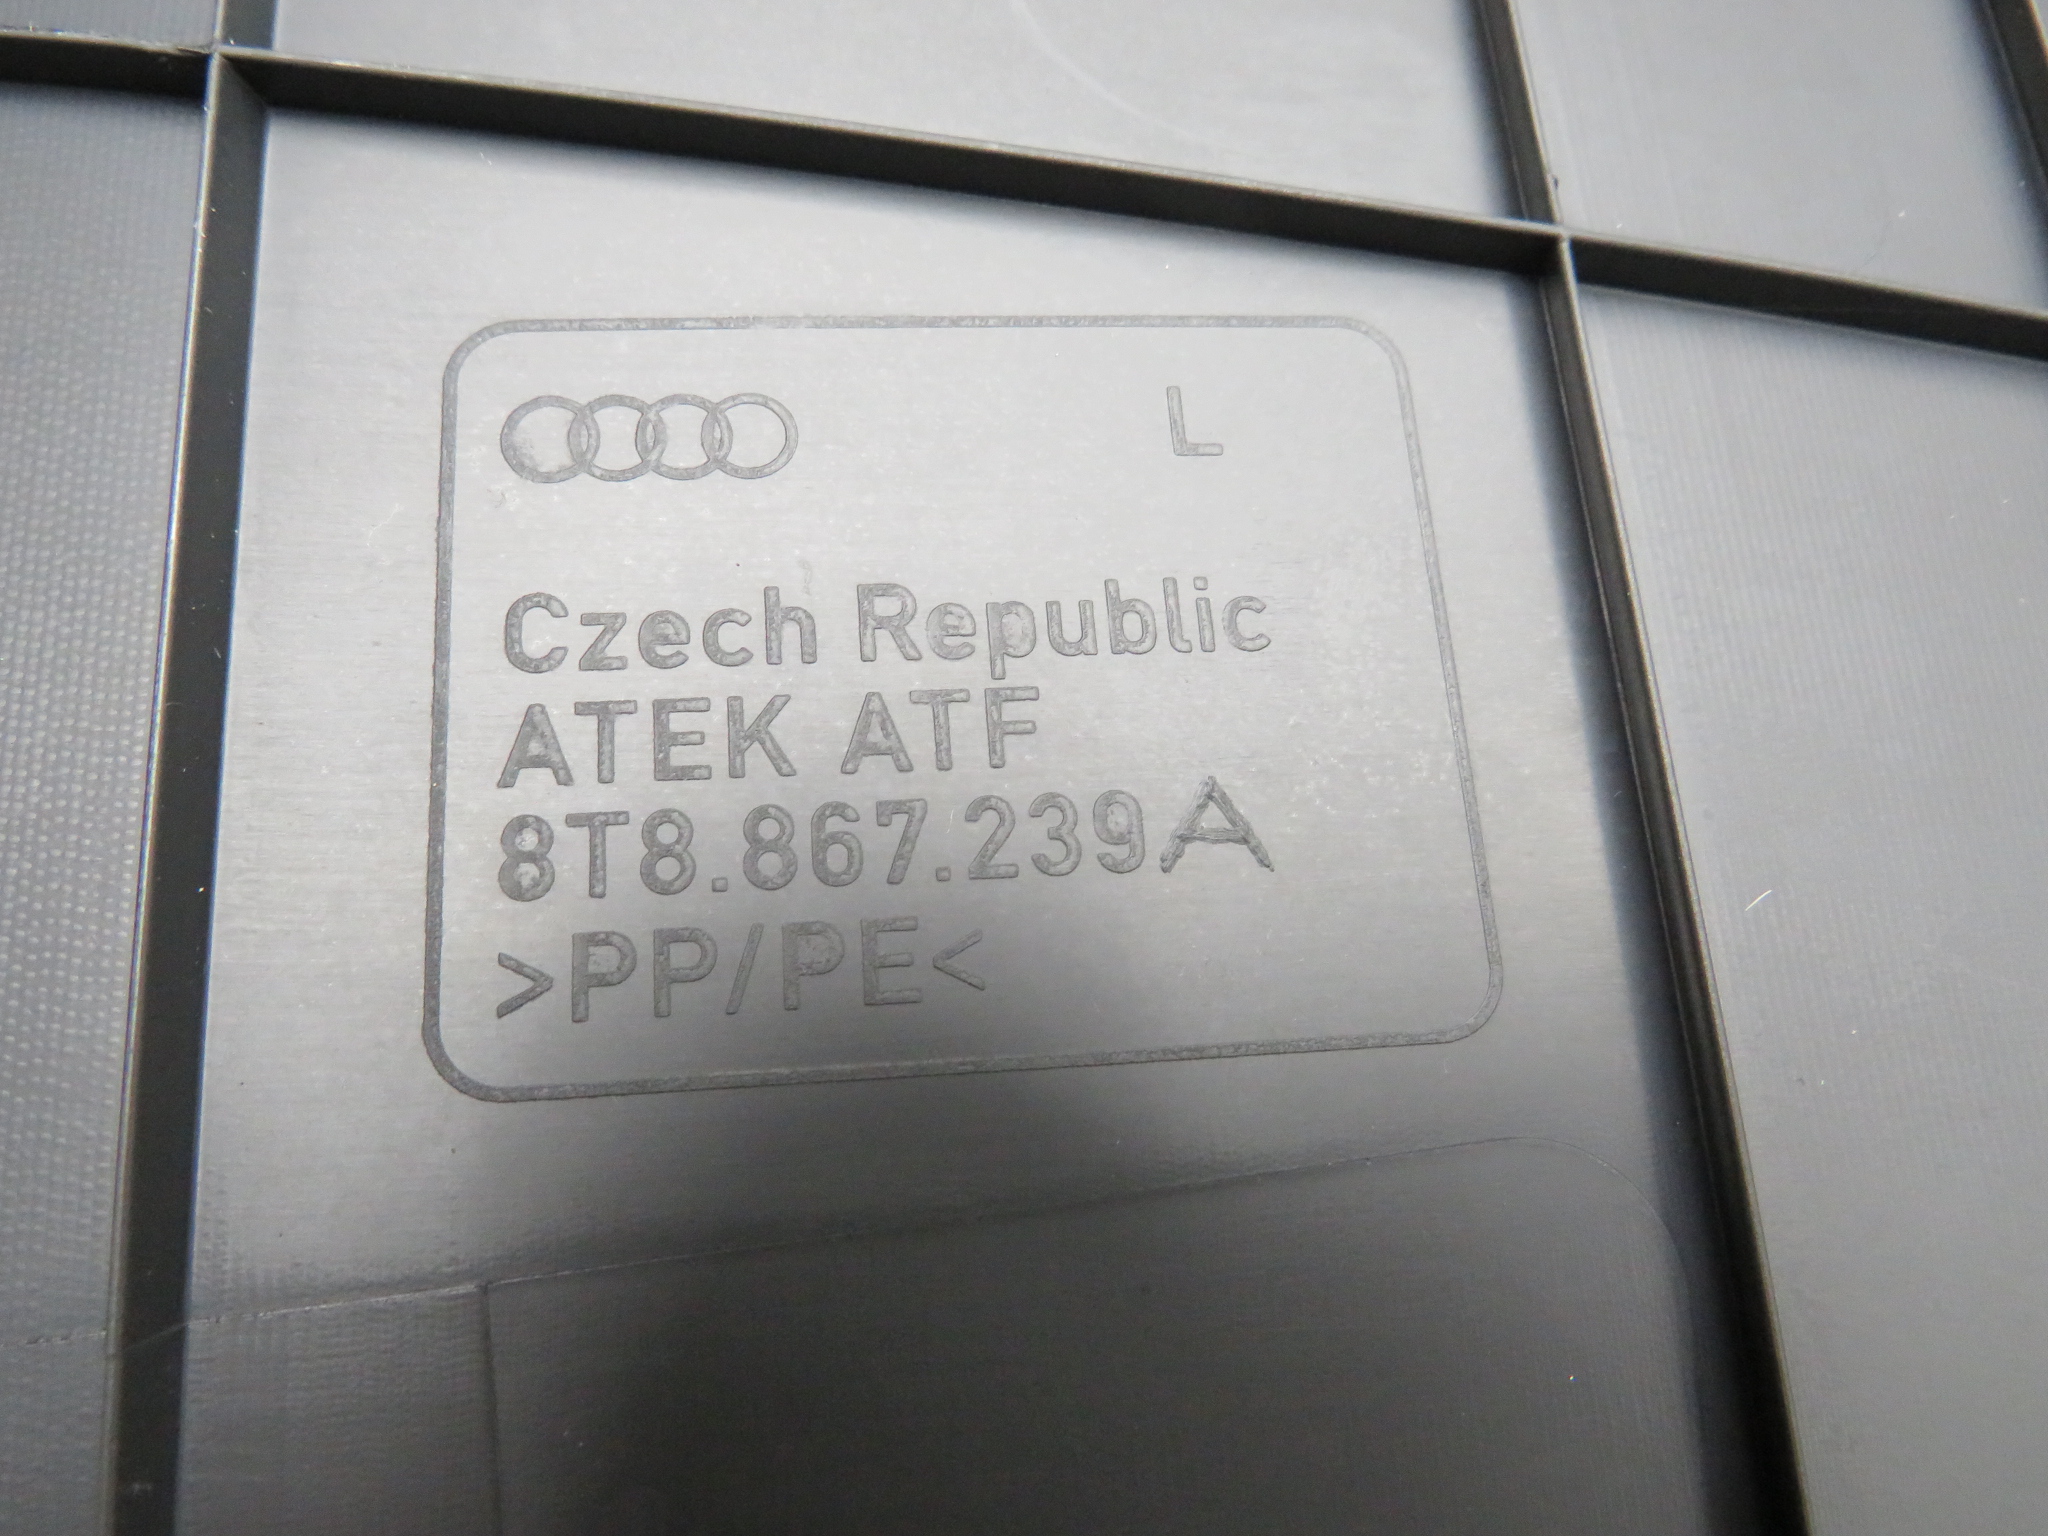 L
Czech Republic
ATEK ATF
8T8.867.239A
>PP/PE<